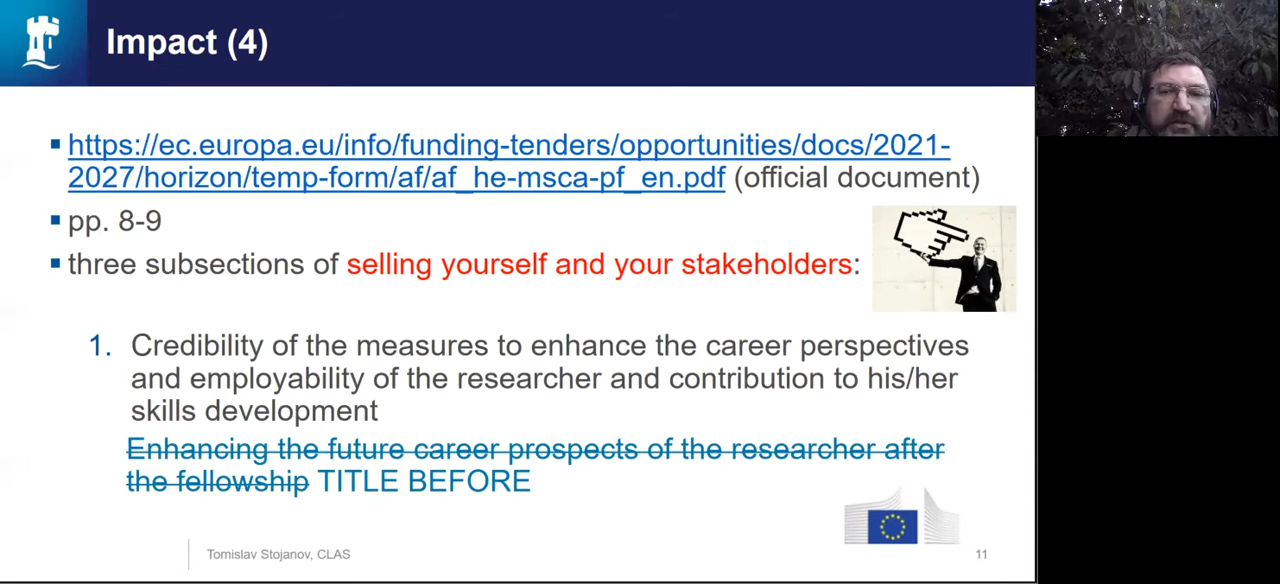 Impact (4)
https://ec.europa.eu/info/funding-tenders/opportunities/docs/2021-
2027/horizon/temp-form/af/af_he-msca-pf_en.pdf (official document)
pp. 8-9
three subsections of selling yourself and your stakeholders:
1. Credibility of the measures to enhance the career perspectives
and employability of the researcher and contribution to his/her
skills development
Enhancing the future career prospects of the researcher after
the fellowship TITLE BEFORE
Tomislav Stojanov, CLAS
11